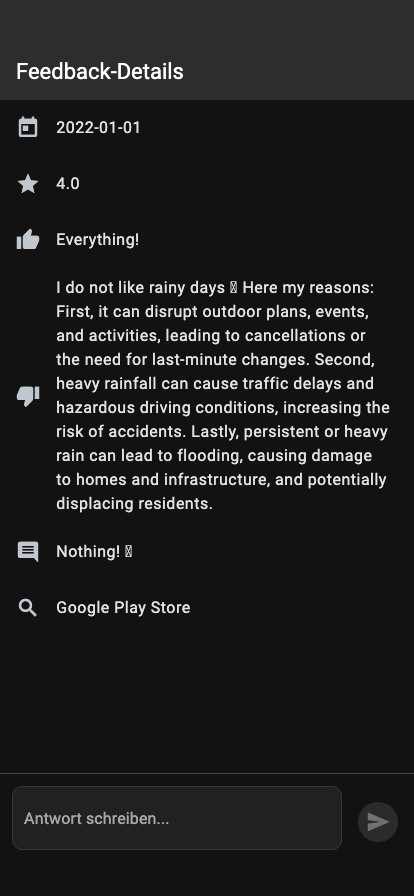 Feedback-Details
2022-01-01
4.0
Everything!
I do not like rainy days Here my reasons:
First, it can disrupt outdoor plans, events,
and activities, leading to cancellations or
the need for last-minute changes. Second,
heavy rainfall can cause traffic delays and
hazardous driving conditions, increasing the
risk of accidents. Lastly, persistent or heavy
rain can lead to flooding, causing damage
to homes and infrastructure, and potentially
displacing residents.
Nothing!
Google Play Store
Antwort schreiben...